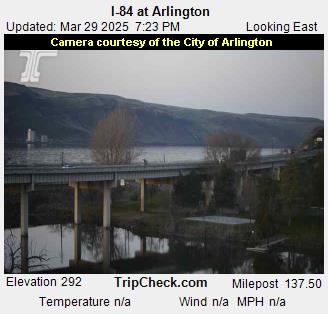 I-84 at Arlington
Updated: Mar 29 2025 7:23 PM Looking East
Camera courtesy of the City of Arlington
Elevation 292 TripCheck.com Milepost 137.50
Temperature n/a Wind n/a MPH n/a